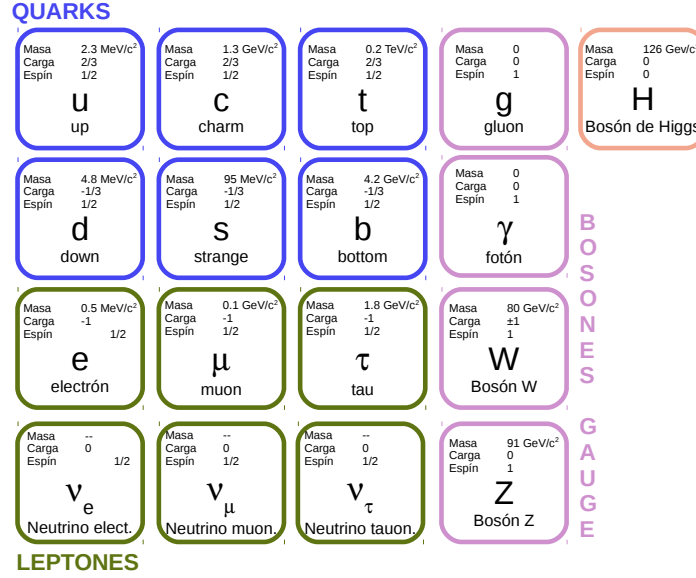 QUARKS
Masa 2.3 MeV/c²
Carga 2/3
Espín 1/2
u
up
Masa 1.3 GeV/c²
Carga 2/3
Espín 1/2
c
charm
Masa 0.2 TeV/c²
Carga 2/3
Espín 1/2
t
top
Masa 0
Carga 0
Espín 1
g
gluon
Masa 126 Gev/c²
Carga 0
Espín 0
H
Bosón de Higgs
Masa 4.8 MeV/c²
Carga -1/3
Espín 1/2
d
down
Masa 95 MeV/c²
Carga -1/3
Espín 1/2
s
strange
Masa 4.2 GeV/c²
Carga -1/3
Espín 1/2
b
bottom
Masa 0
Carga 0
Espín 1
γ
fotón
Masa 0.5 MeV/c²
Carga -1
Espín 1/2
e
electrón
Masa 0.1 GeV/c²
Carga -1
Espín 1/2
μ
muon
Masa 1.8 GeV/c²
Carga -1
Espín 1/2
τ
tau
Masa 80 GeV/c²
Carga ±1
Espín 1
W
Bosón W
Masa --
Carga 0
Espín 1/2
νe
Neutrino elect.
Masa --
Carga 0
Espín 1/2
νμ
Neutrino muon.
Masa --
Carga 0
Espín 1/2
ντ
Neutrino tauon.
Masa 91 GeV/c²
Carga 0
Espín 1
Z
Bosón Z
BOSONES
GAUGE
LEPTONES